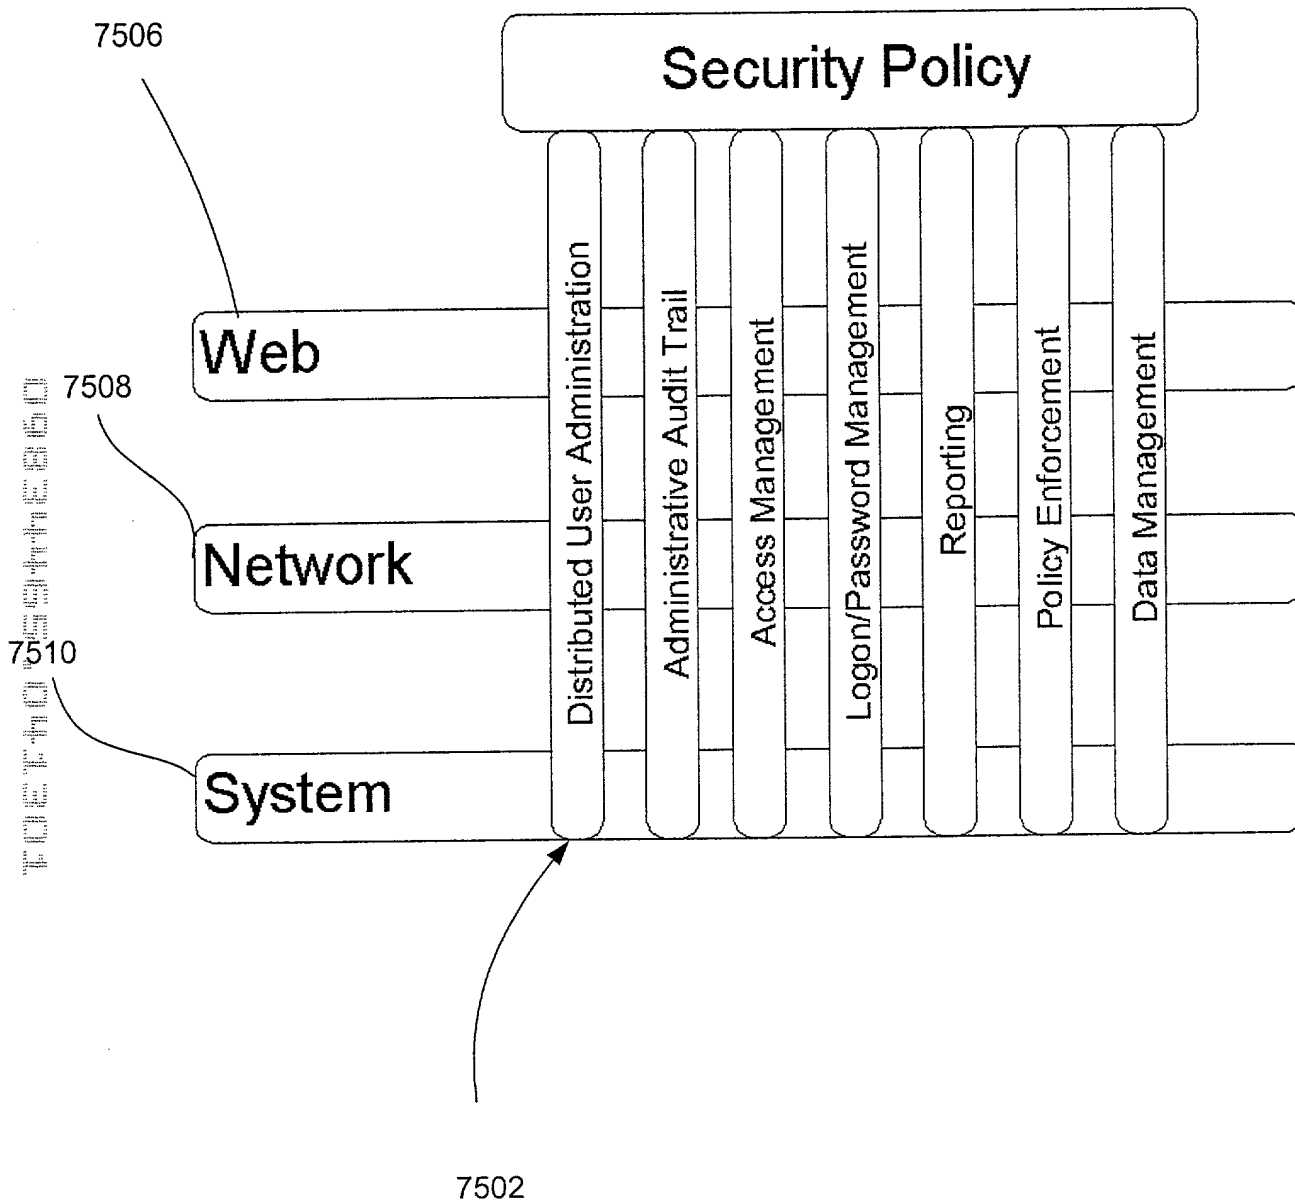 7506
Security Policy
Web
7508
Network
7510
System
Distributed User Administration
Administrative Audit Trail
Access Management
Logon/Password Management
Reporting
Policy Enforcement
Data Management
7502